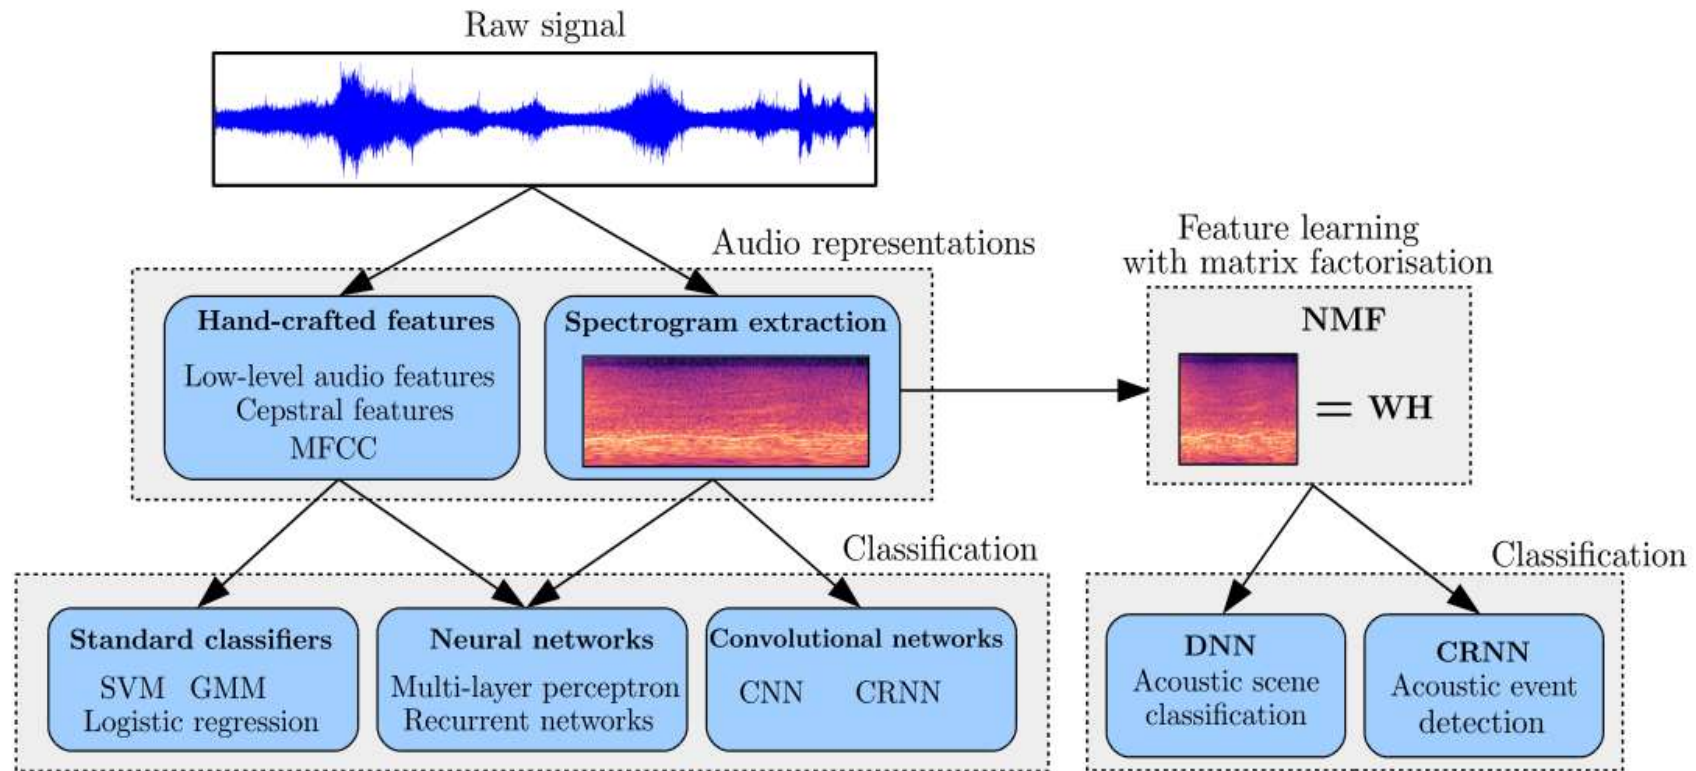 Raw signal
Audio representations
Hand-crafted features
Low-level audio features
Cepstral features
MFCC
Spectrogram extraction
Feature learning
with matrix factorisation
NMF
= WH
Classification
Standard classifiers
SVM GMM
Logistic regression
Neural networks
Multi-layer perceptron
Recurrent networks
Convolutional networks
CNN CRNN
Classification
DNN
Acoustic scene
classification
CRNN
Acoustic event
detection